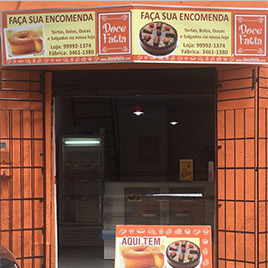 FAÇA SUA ENCOMENDA
Tortas, Bolos, Doces
e Salgados na nossa loja
Loja: 99992-1374
Fábrica: 3461-1380
Doce
Fatia
FAÇA SUA ENCOMENDA
Tortas, Bolos, Doces
e Salgados na nossa loja
Loja: 99992-1374
Fábrica: 3461-1380
Doce
Fatia
AQUI TEM